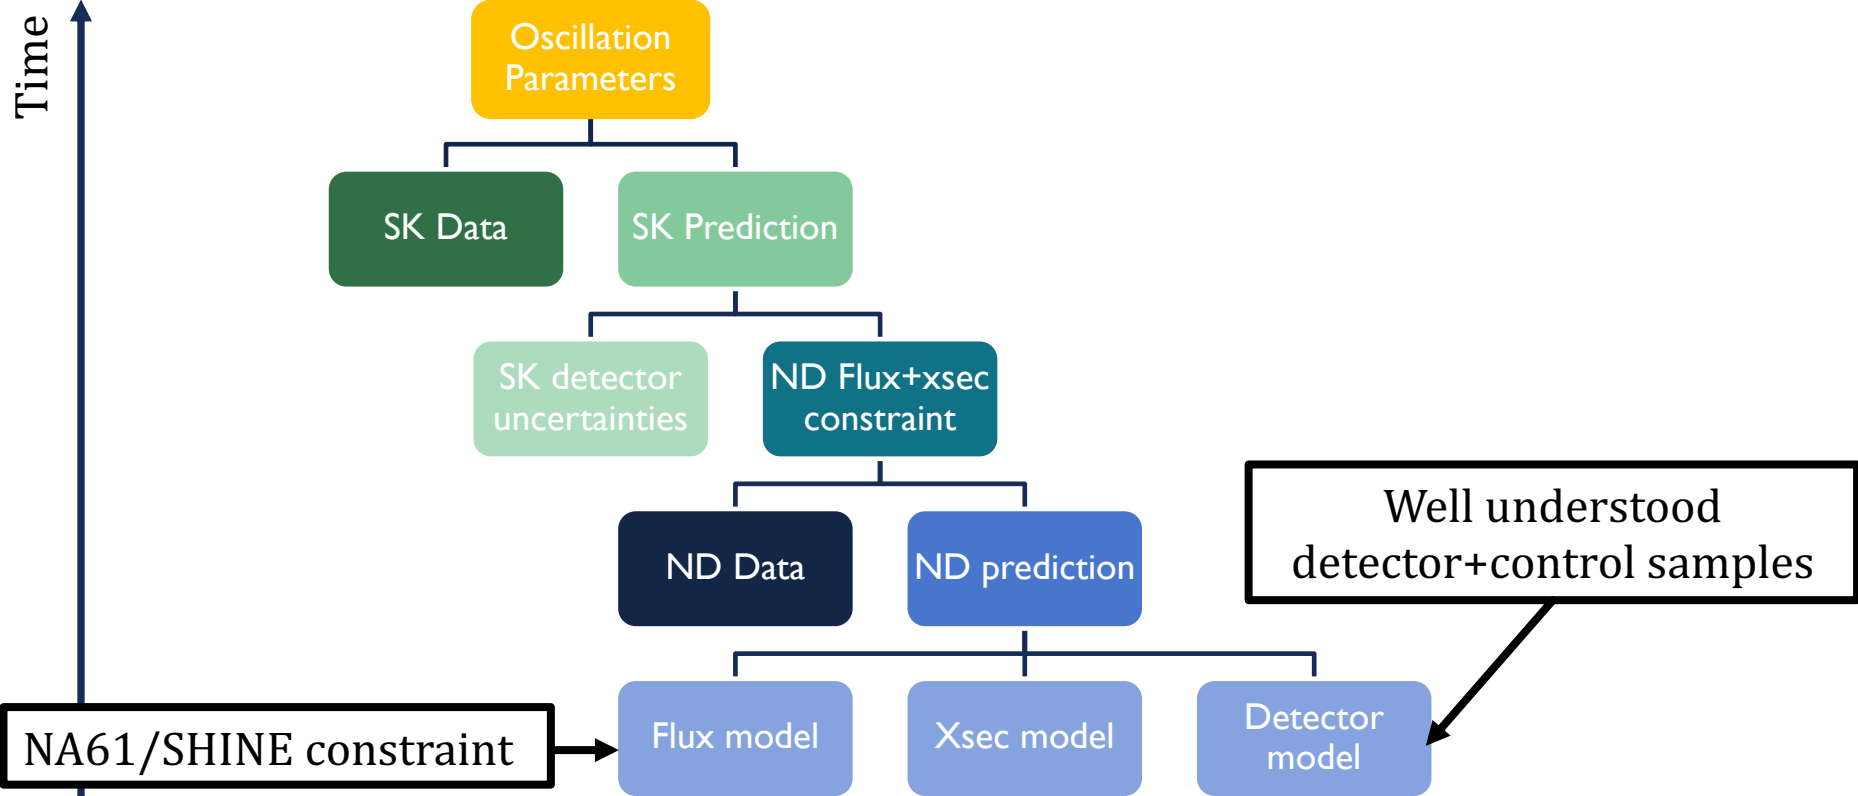 Time
Oscillation
Parameters
SK Data
SK Prediction
SK detector
uncertainties
ND Flux+xsec
constraint
ND Data
ND prediction
Well understood
detector+control samples
NA61/SHINE constraint
Flux model
Xsec model
Detector
model